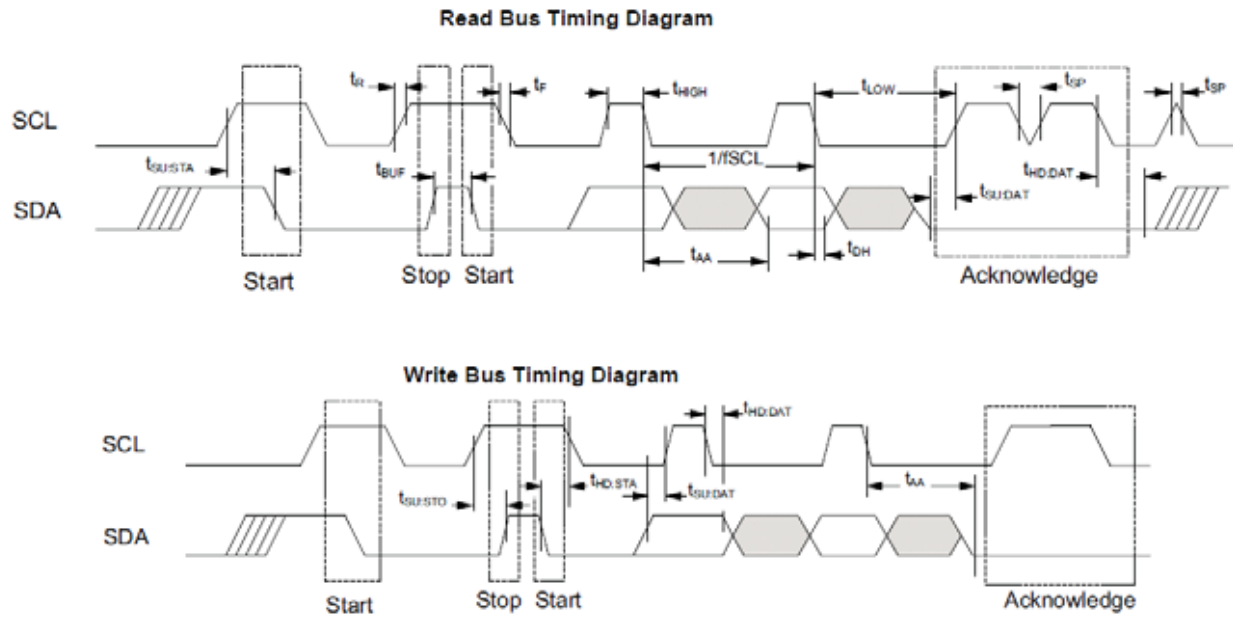 Read Bus Timing Diagram
tR
tF
tHIGH
tLOW
tSP
tSP
SCL
tSU:STA
tBUF
1/fSCL
tHD:DAT
tSU:DAT
SDA
tAA
tDH
Start
Stop
Start
Acknowledge
Write Bus Timing Diagram
tHD:DAT
SCL
tSU:STO
tHD:STA
tSU:DAT
tAA
SDA
Start
Stop
Start
Acknowledge